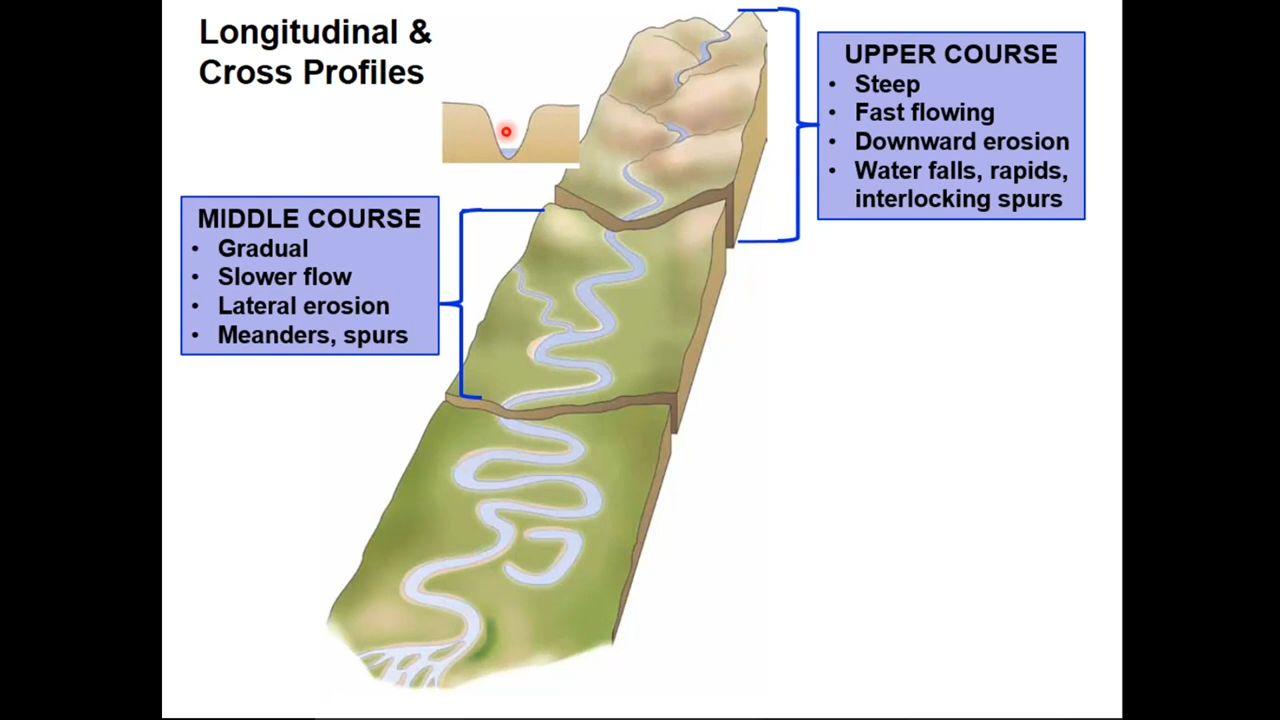 Longitudinal &
Cross Profiles
UPPER COURSE
• Steep
• Fast flowing
• Downward erosion
• Water falls, rapids,
interlocking spurs
MIDDLE COURSE
• Gradual
• Slower flow
• Lateral erosion
• Meanders, spurs